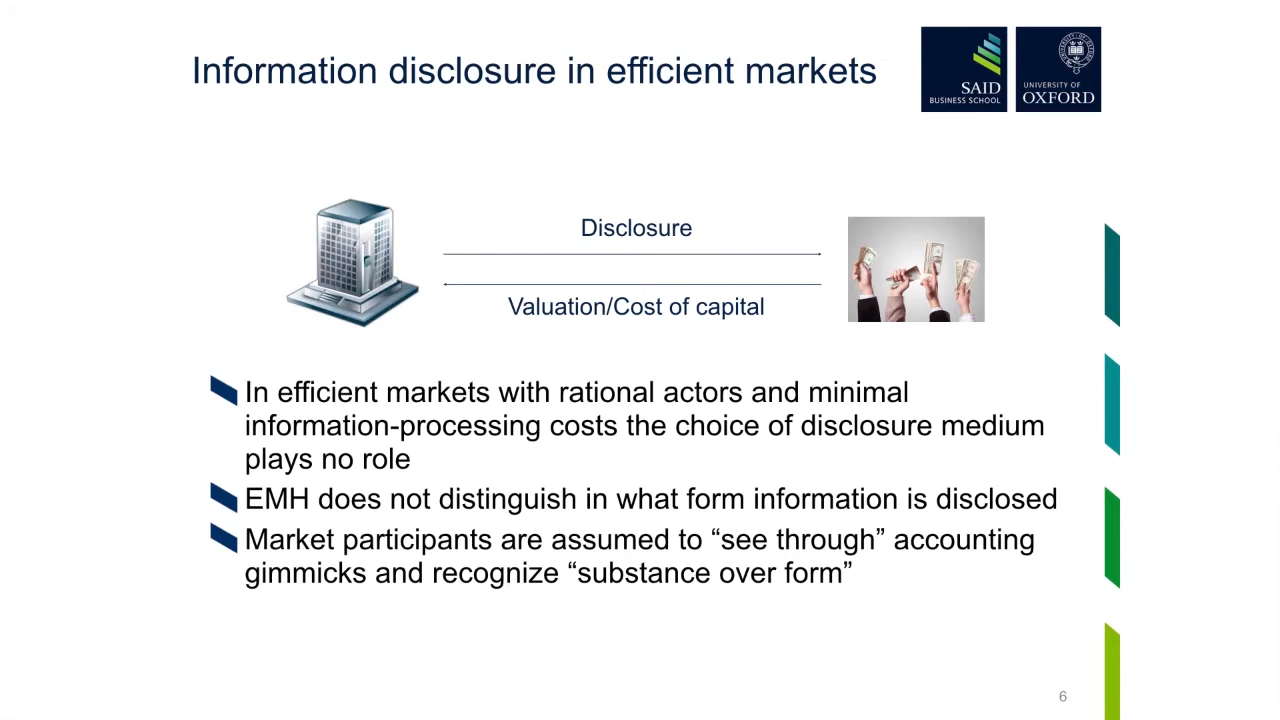 Information disclosure in efficient markets
SAID
BUSINESS SCHOOL
UNIVERSITY OF
OXFORD
Disclosure
Valuation/Cost of capital
In efficient markets with rational actors and minimal
information-processing costs the choice of disclosure medium
plays no role
EMH does not distinguish in what form information is disclosed
Market participants are assumed to “see through” accounting
gimmicks and recognize “substance over form”
6